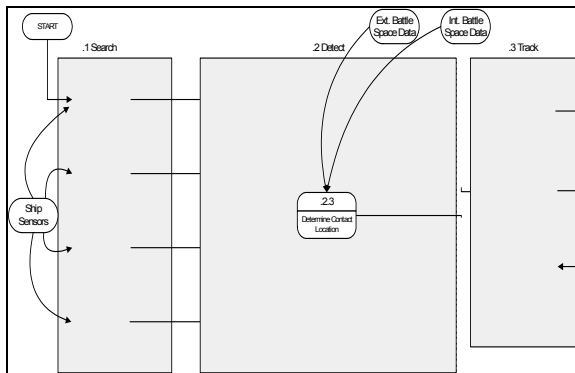 START
Ext. Battle
Space Data
Int. Battle
Space Data
.1 Search
.2 Detect
.3 Track
.2.3
Determine Contact
Location
Ship
Sensors